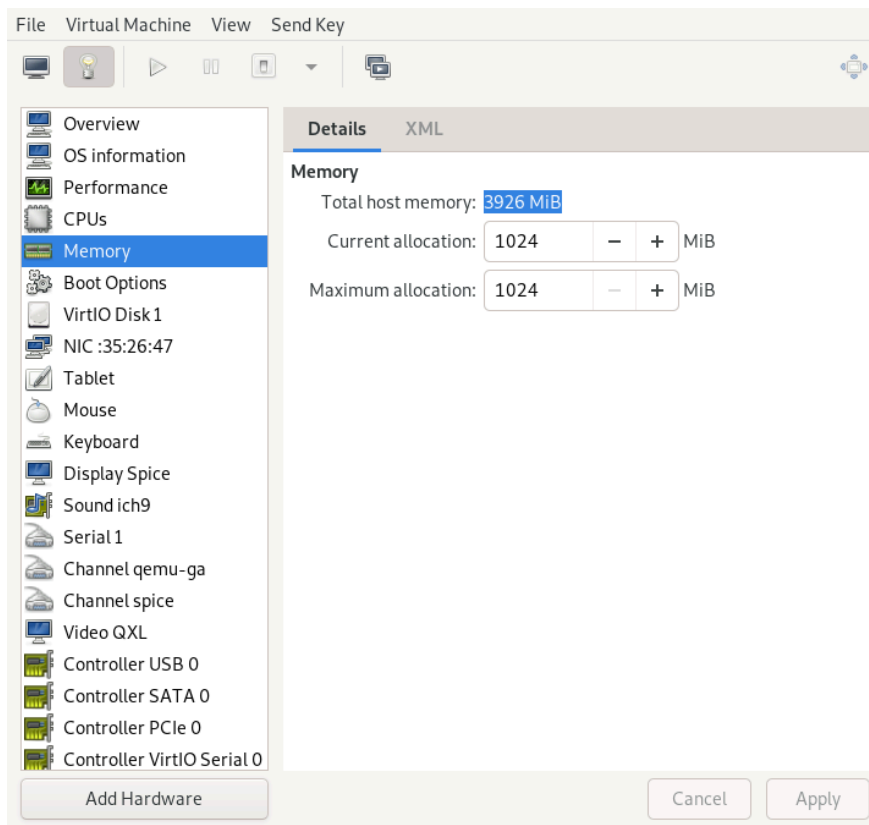 File Virtual Machine View Send Key
Overview
OS information
Performance
CPUs
Memory
Boot Options
VirtIO Disk 1
NIC :35:26:47
Tablet
Mouse
Keyboard
Display Spice
Sound ich9
Serial 1
Channel qemu-ga
Channel spice
Video QXL
Controller USB 0
Controller SATA 0
Controller PCIe 0
Controller VirtIO Serial 0
Add Hardware
Details XML
Memory
Total host memory: 3926 MiB
Current allocation: 1024 − + MiB
Maximum allocation: 1024 − + MiB
Cancel Apply